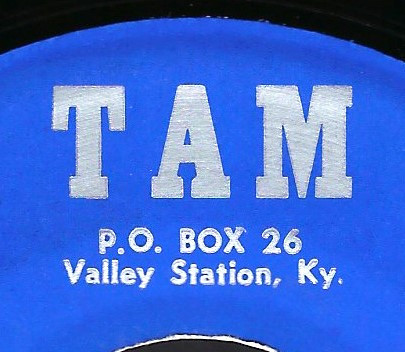 TAM
P.O. BOX 26
Valley Station, Ky.